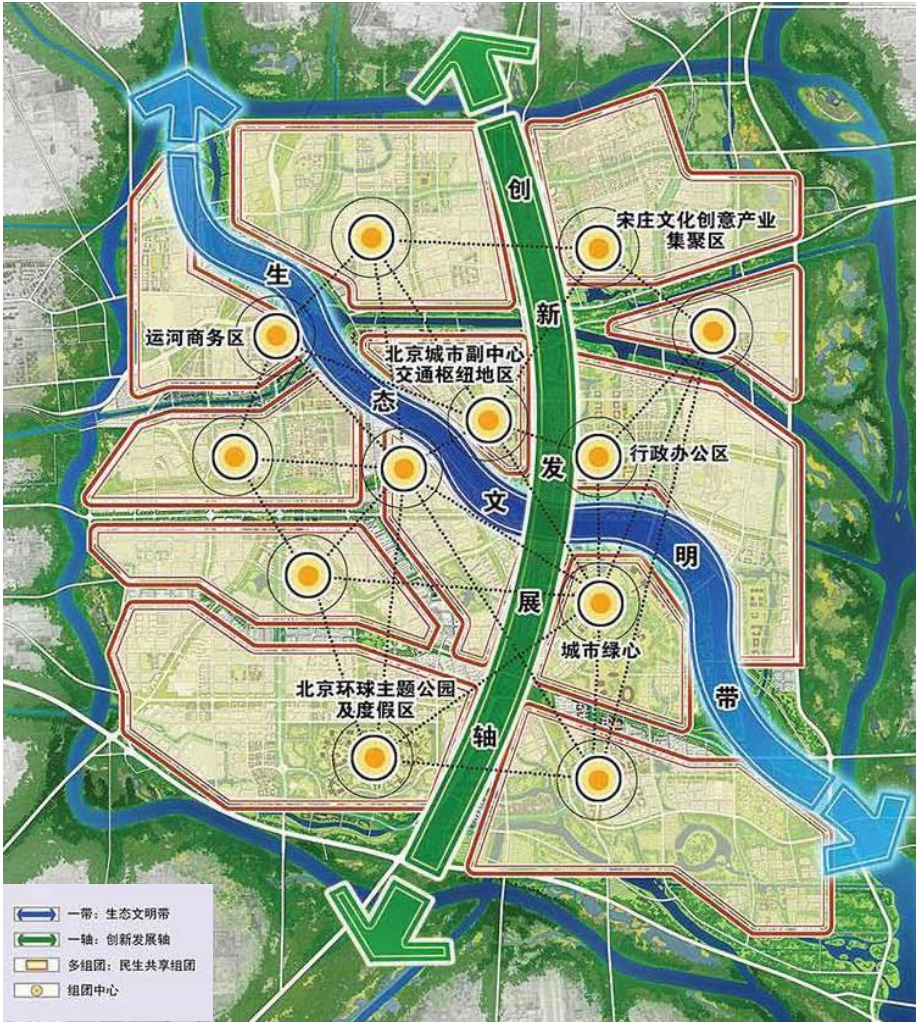 创
新
发
展
轴
生
态
文
明
带
宋庄文化创意产业
集聚区
运河商务区
北京城市副中心
交通枢纽地区
行政办公区
城市绿心
北京环球主题公园
及度假区
一带：生态文明带
一轴：创新发展轴
多组团：民生共享组团
组团中心